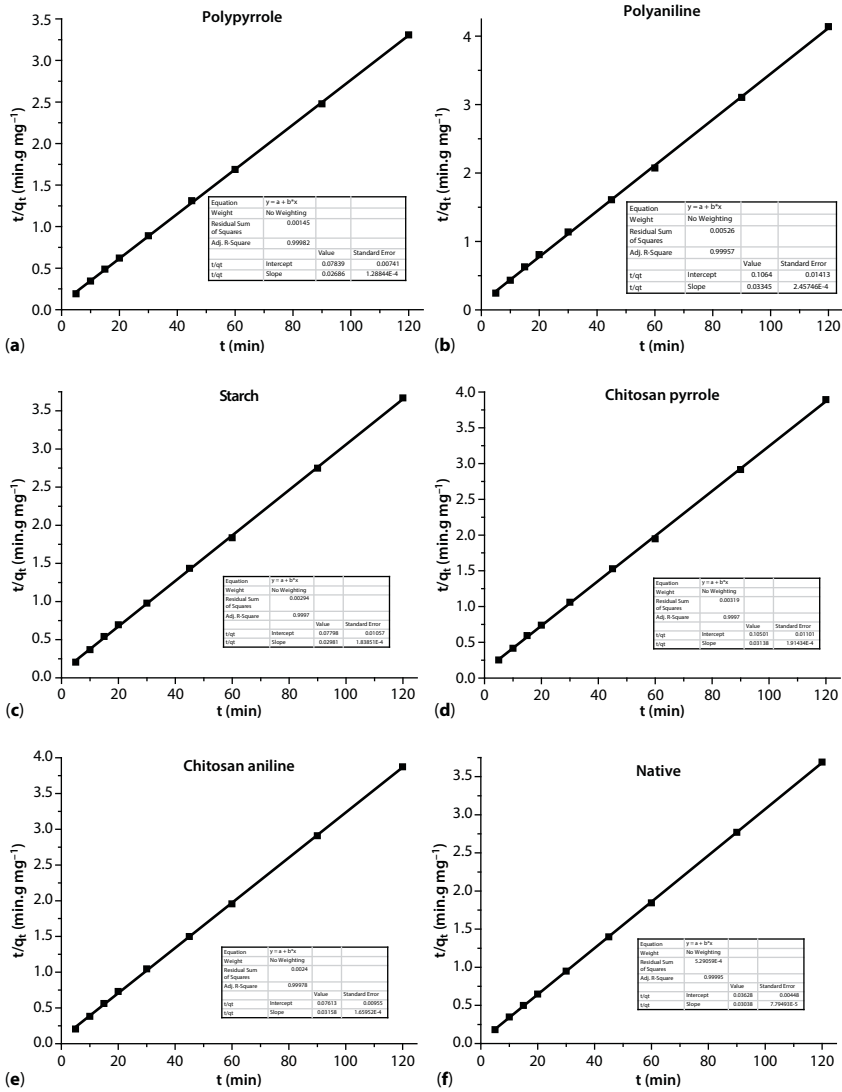 Polypyrrole
3.5
3.0
2.5
2.0
1.5
1.0
0.5
0.0
t/qt (min.g mg−1)
Equation y = a + b*x
Weight No Weighting
Residual Sum
of Squares 0.00145
Adj. R-Square 0.99982
Value Standard Error
t/qt Intercept 0.07839 0.00741
t/qt Slope 0.02686 1.28844E-4
0 20 40 60 80 100 120
t (min)
(a)
Polyaniline
4
3
2
1
0
t/qt (min.g mg−1)
Equation y = a + b*x
Weight No Weighting
Residual Sum
of Squares 0.00526
Adj. R-Square 0.99957
Value Standard Error
t/qt Intercept 0.1064 0.01413
t/qt Slope 0.03345 2.45746E-4
0 20 40 60 80 100 120
t (min)
(b)
Starch
3.5
3.0
2.5
2.0
1.5
1.0
0.5
0.0
t/qt (min.g mg−1)
Equation y = a + b*x
Weight No Weighting
Residual Sum
of Squares 0.00294
Adj. R-Square 0.9997
Value Standard Error
t/qt Intercept 0.07798 0.01057
t/qt Slope 0.02981 1.83851E-4
0 20 40 60 80 100 120
t (min)
(c)
Chitosan pyrrole
4.0
3.5
3.0
2.5
2.0
1.5
1.0
0.5
0.0
t/qt (min.g mg−1)
Equation y = a + b*x
Weight No Weighting
Residual Sum
of Squares 0.00319
Adj. R-Square 0.9997
Value Standard Error
t/qt Intercept 0.10501 0.01101
t/qt Slope 0.03138 1.91434E-4
0 20 40 60 80 100 120
t (min)
(d)
Chitosan aniline
4.0
3.5
3.0
2.5
2.0
1.5
1.0
0.5
0.0
t/qt (min.g mg−1)
Equation y = a + b*x
Weight No Weighting
Residual Sum
of Squares 0.0024
Adj. R-Square 0.99978
Value Standard Error
t/qt Intercept 0.07613 0.00955
t/qt Slope 0.03158 1.65952E-4
0 20 40 60 80 100 120
t (min)
(e)
Native
3.5
3.0
2.5
2.0
1.5
1.0
0.5
0.0
t/qt (min.g mg−1)
Equation y = a + b*x
Weight No Weighting
Residual Sum
of Squares 5.29059E-4
Adj. R-Square 0.99995
Value Standard Error
t/qt Intercept 0.03628 0.00448
t/qt Slope 0.03038 7.79493E-5
0 20 40 60 80 100 120
t (min)
(f)